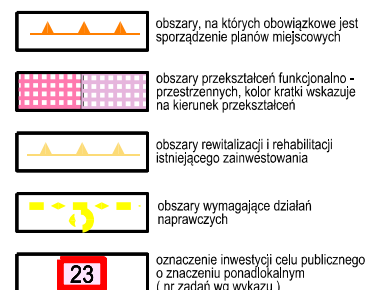 obszary, na których obowiązkowe jest
sporządzenie planów miejscowych
obszary przekształceń funkcjonalno -
przestrzennych, kolor kratki wskazuje
na kierunek przekształceń
obszary rewitalizacji i rehabilitacji
istniejącego zainwestowania
obszary wymagające działań
naprawczych
oznaczenie inwestycji celu publicznego
23
o znaczeniu ponadlokalnym
( nr zadań wg wykazu )